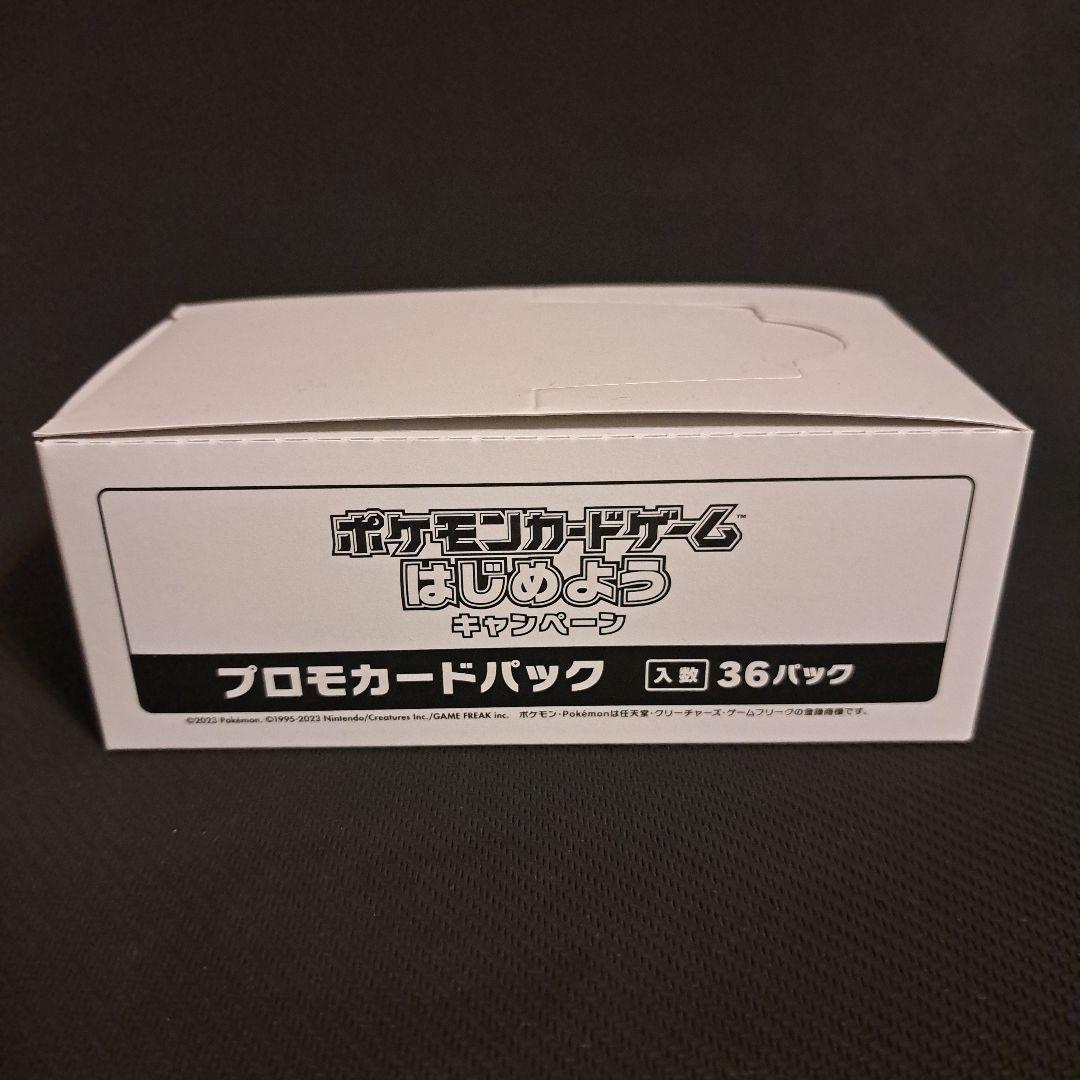 ポケモンカードゲーム™
はじめよう
キャンペーン
プロモカードパック 入数 36パック
©2023 Pokémon. ©1995-2023 Nintendo/Creatures Inc./GAME FREAK inc. ポケモン・Pokémonは任天堂・クリーチャーズ・ゲームフリークの登録商標です。